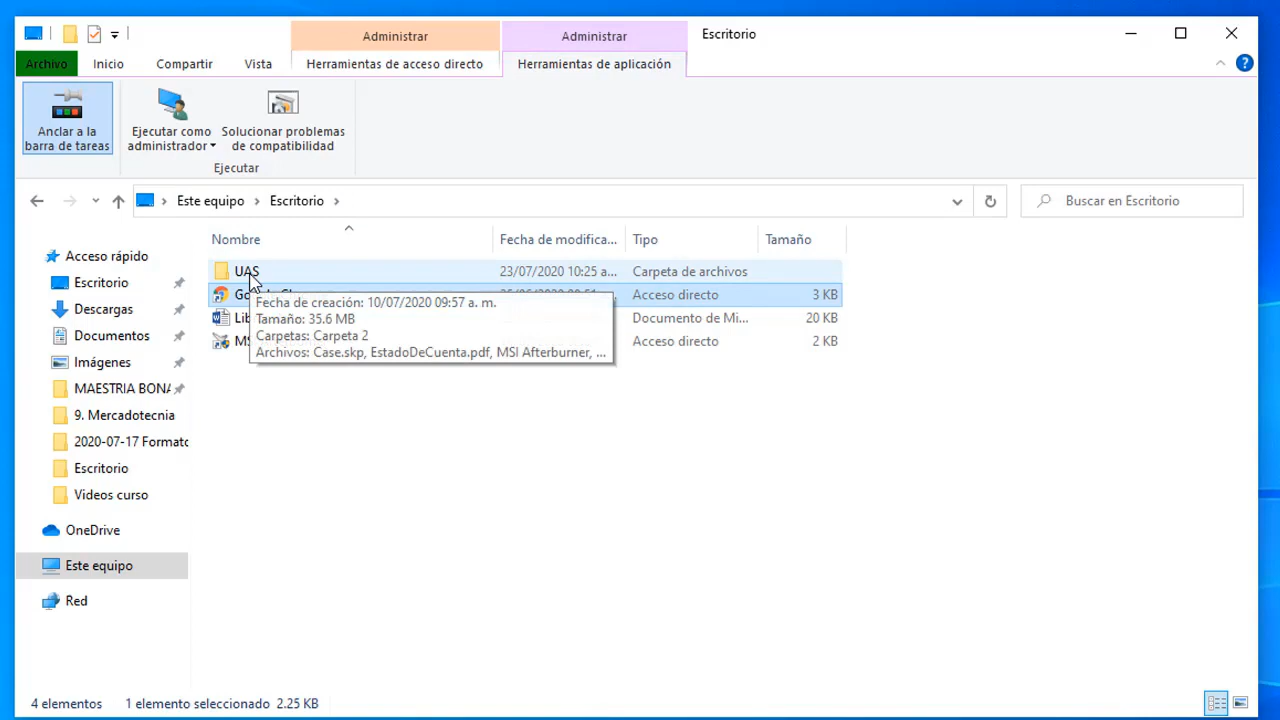 Administrar
Administrar
Escritorio
Archivo
Inicio
Compartir
Vista
Herramientas de acceso directo
Herramientas de aplicación
Anclar a la
barra de tareas
Ejecutar como
administrador
Solucionar problemas
de compatibilidad
Ejecutar
Este equipo
Escritorio
Buscar en Escritorio
Nombre
Fecha de modifica...
Tipo
Tamaño
UAS
23/07/2020 10:25 a...
Carpeta de archivos
Acceso directo
3 KB
Documento de Mi...
20 KB
Acceso directo
2 KB
Fecha de creación: 10/07/2020 09:57 a. m.
Tamaño: 35.6 MB
Carpetas: Carpeta 2
Archivos: Case.skp, EstadoDeCuenta.pdf, MSI Afterburner, ...
Acceso rápido
Escritorio
Descargas
Documentos
Imágenes
MAESTRIA BONA
9. Mercadotecnia
2020-07-17 Formato
Escritorio
Videos curso
OneDrive
Este equipo
Red
4 elementos
1 elemento seleccionado 2.25 KB